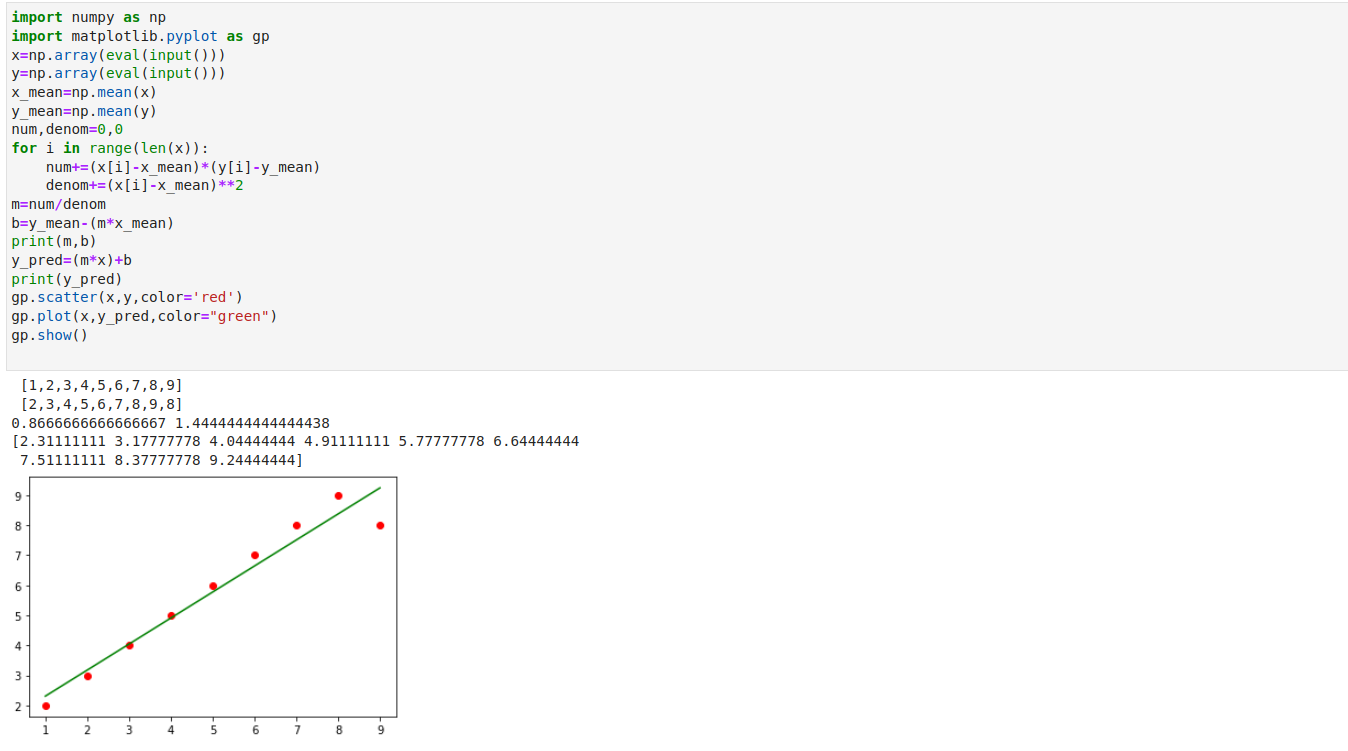 import numpy as np
import matplotlib.pyplot as gp
x=np.array(eval(input()))
y=np.array(eval(input()))
x_mean=np.mean(x)
y_mean=np.mean(y)
num,denom=0,0
for i in range(len(x)):
    num+=(x[i]-x_mean)*(y[i]-y_mean)
    denom+=(x[i]-x_mean)**2
m=num/denom
b=y_mean-(m*x_mean)
print(m,b)
y_pred=(m*x)+b
print(y_pred)
gp.scatter(x,y,color='red')
gp.plot(x,y_pred,color="green")
gp.show()
[1,2,3,4,5,6,7,8,9]
[2,3,4,5,6,7,8,9,8]
0.8666666666666667 1.4444444444444438
[2.31111111 3.17777778 4.04444444 4.91111111 5.77777778 6.64444444
 7.51111111 8.37777778 9.24444444]
9
8
7
6
5
4
3
2
1 2 3 4 5 6 7 8 9